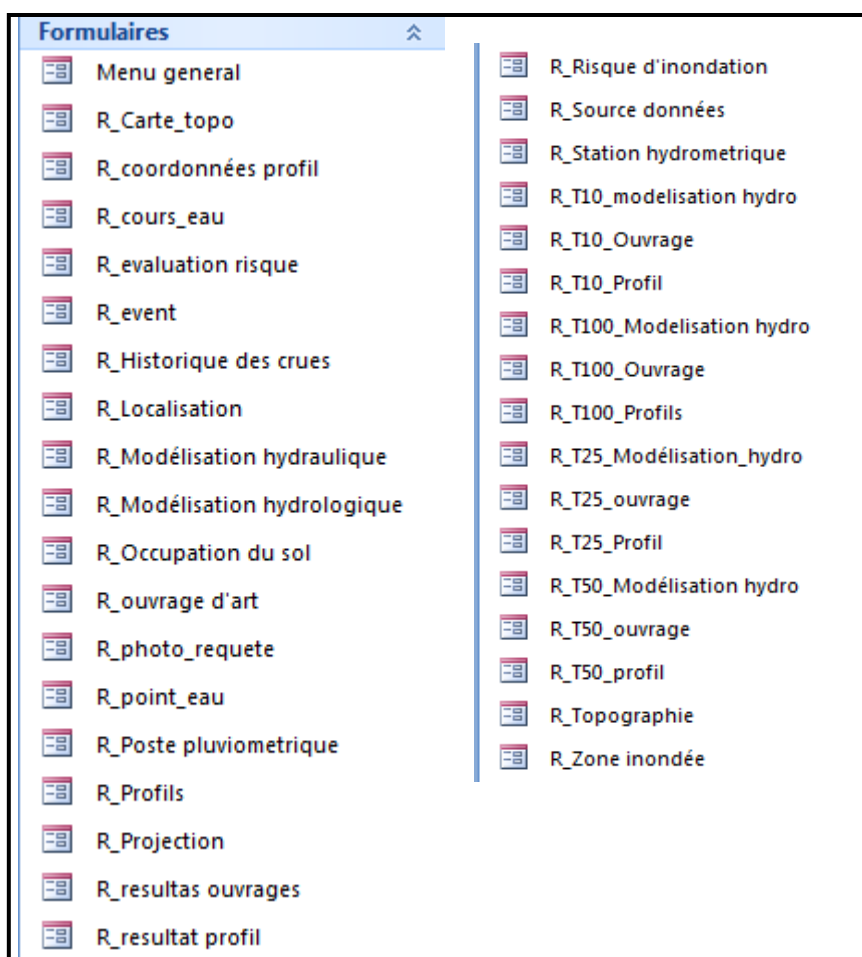 Formulaires
Menu general
R_Carte_topo
R_coordonnées profil
R_cours_eau
R_evaluation risque
R_event
R_Historique des crues
R_Localisation
R_Modélisation hydraulique
R_Modélisation hydrologique
R_Occupation du sol
R_ouvrage d'art
R_photo_requete
R_point_eau
R_Poste pluviometrique
R_Profils
R_Projection
R_resultas ouvrages
R_resultat profil
R_Risque d'inondation
R_Source données
R_Station hydrometrique
R_T10_modelisation hydro
R_T10_Ouvrage
R_T10_Profil
R_T100_Modelisation hydro
R_T100_Ouvrage
R_T100_Profils
R_T25_Modélisation_hydro
R_T25_ouvrage
R_T25_Profil
R_T50_Modélisation hydro
R_T50_ouvrage
R_T50_profil
R_Topographie
R_Zone inondée